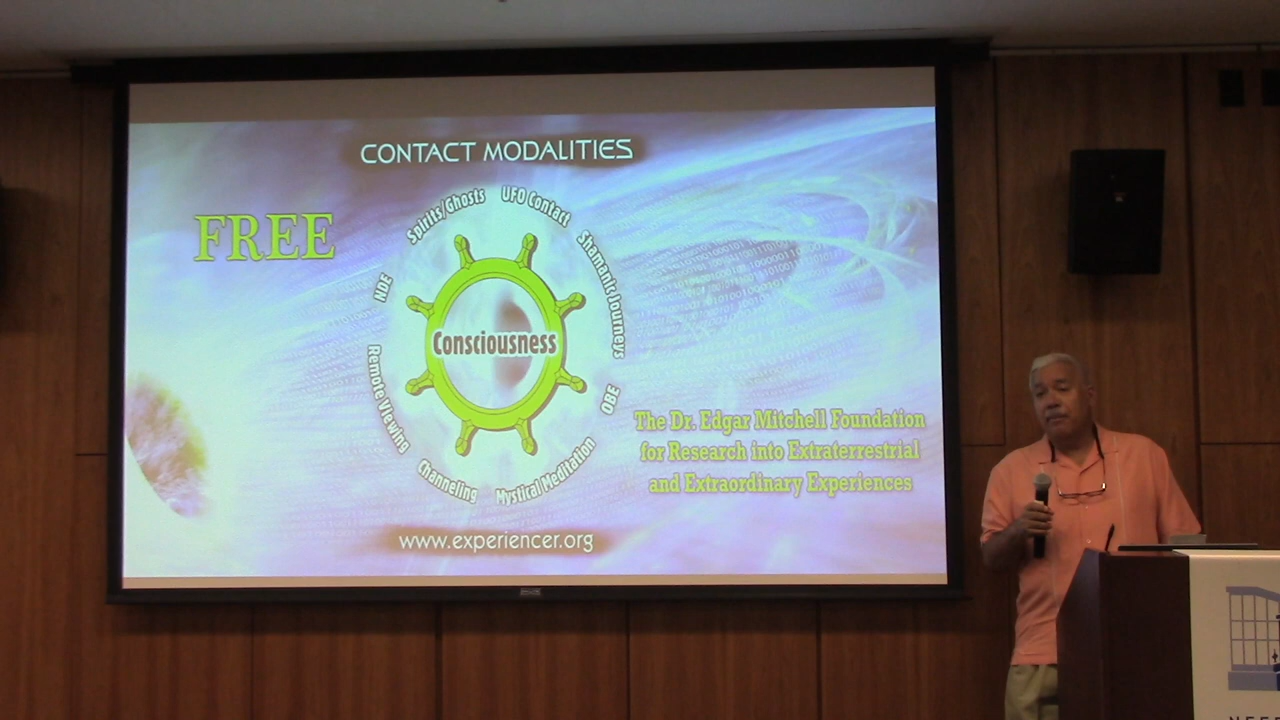 CONTACT MODALITIES
FREE
Spirits/Ghosts
UFO Contact
Shamanic Journeys
OBE
Mystical Meditation
Channeling
Remote Viewing
NDE
Consciousness
The Dr. Edgar Mitchell Foundation
for Research into Extraterrestrial
and Extraordinary Experiences
www.experiencer.org